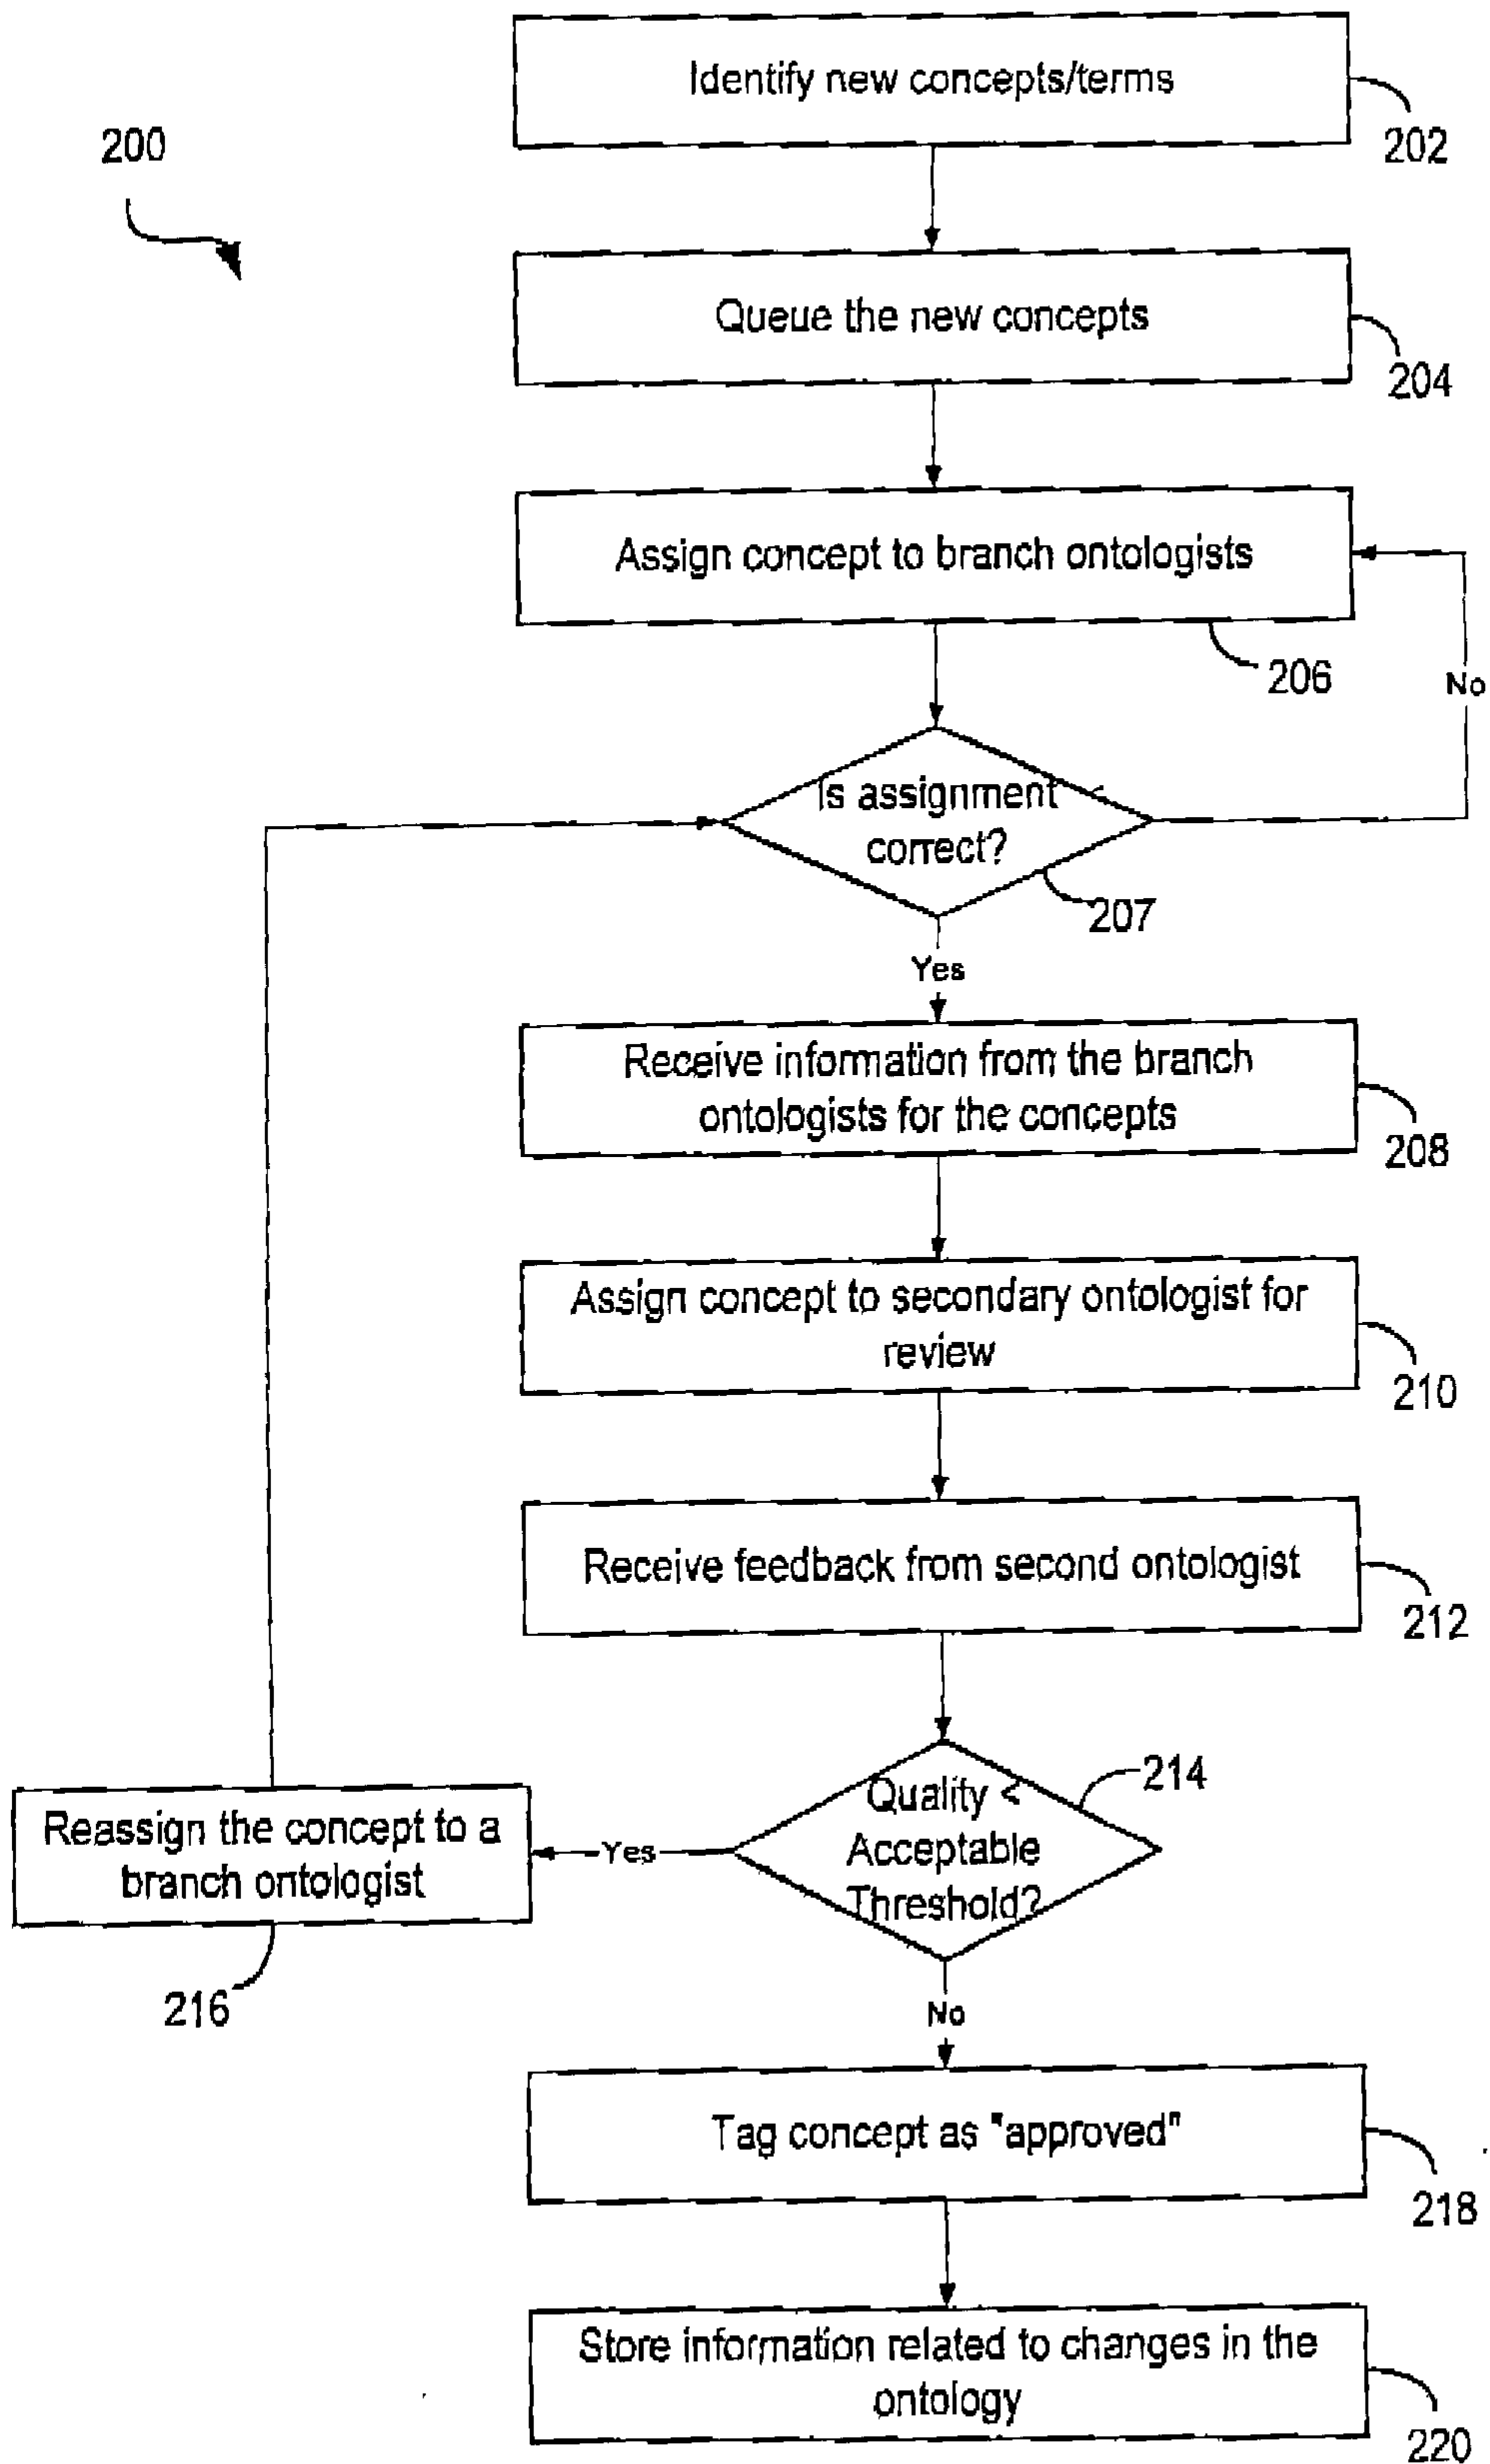 Identify new concepts/terms
202
200
Queue the new concepts
204
Assign concept to branch ontologists
206
No
Is assignment <
correct?
207
Yes
Receive information from the branch
ontologists for the concepts
208
Assign concept to secondary ontologist for
review
210
Receive feedback from second ontologist
212
214
Quality <
Acceptable
Threshold?
Yes
Reassign the concept to a
branch ontologist
216
No
Tag concept as "approved"
218
Store information related to changes in the
ontology
220